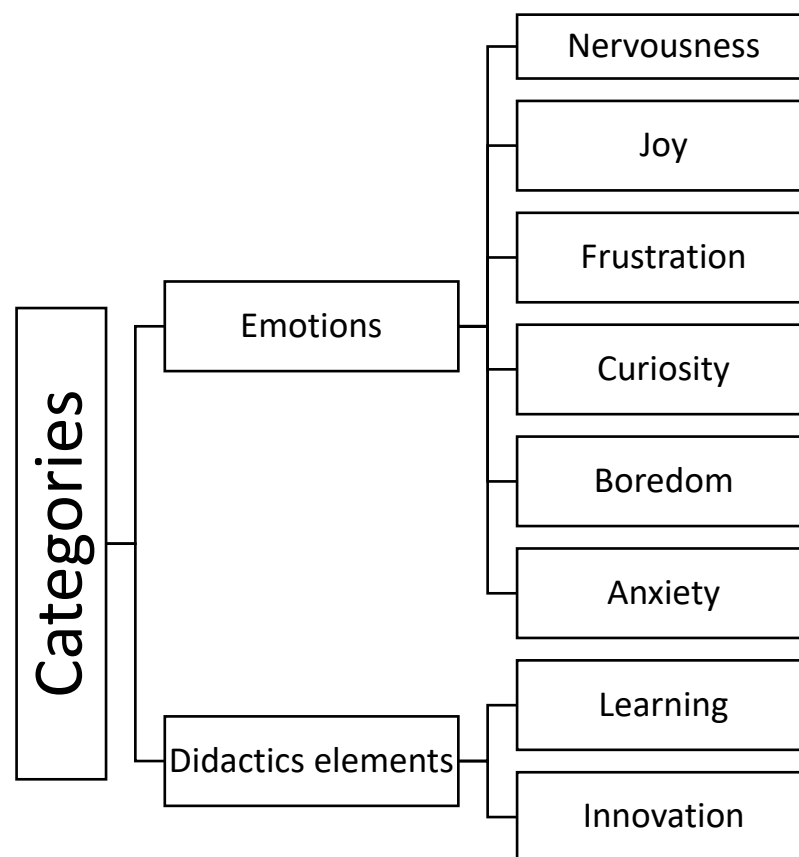 Categories
Emotions
Nervousness
Joy
Frustration
Curiosity
Boredom
Anxiety
Didactics elements
Learning
Innovation